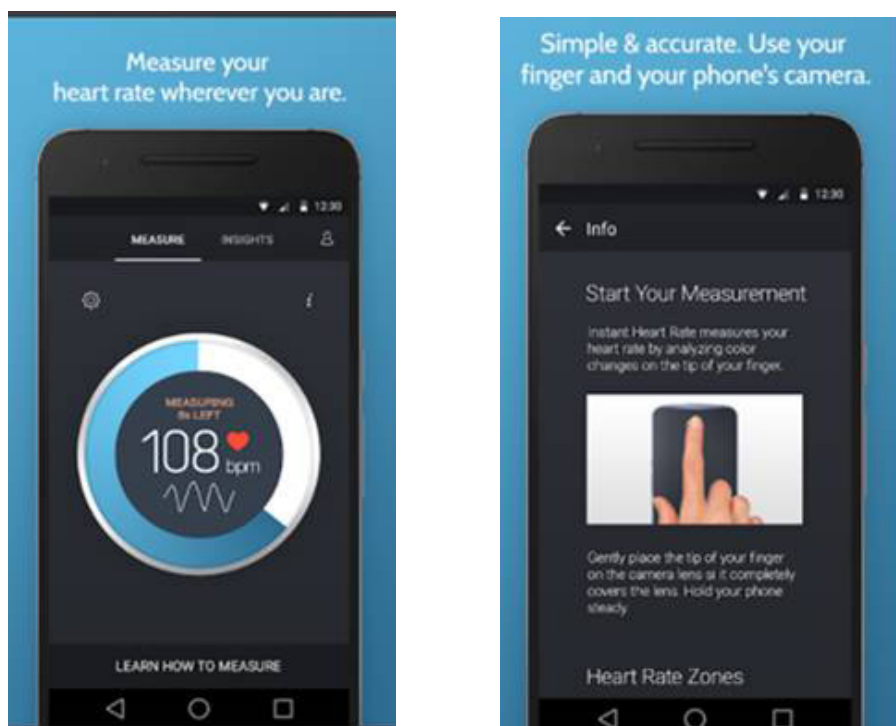 Measure your
heart rate wherever you are.
12:30
MEASURE INSIGHTS
i
MEASURING
8s LEFT
108
bpm
LEARN HOW TO MEASURE
Simple & accurate. Use your
finger and your phone's camera.
12:30
Info
Start Your Measurement
Instant Heart Rate measures your
heart rate by analyzing color
changes on the tip of your finger.
Gently place the tip of your finger
on the camera lens si it completely
covers the lens. Hold your phone
steady.
Heart Rate Zones